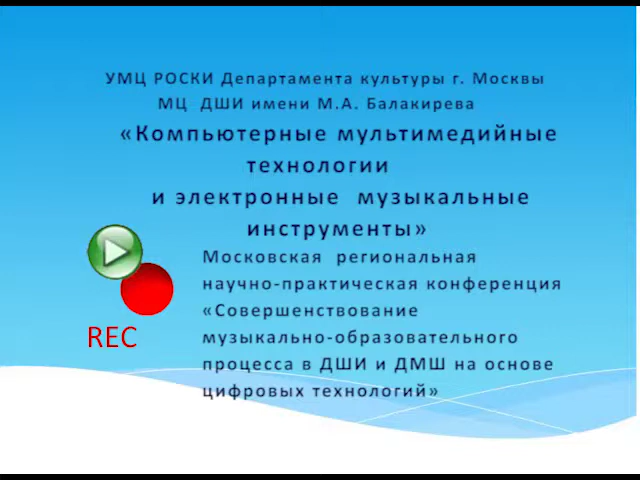 УМЦ РОСКИ Департамента культуры г. Москвы
МЦ ДШИ имени М.А. Балакирева
«Компьютерные мультимедийные
технологии
и электронные музыкальные
инструменты»
Московская региональная
научно-практическая конференция
«Совершенствование
музыкально-образовательного
процесса в ДШИ и ДМШ на основе
цифровых технологий»
REC